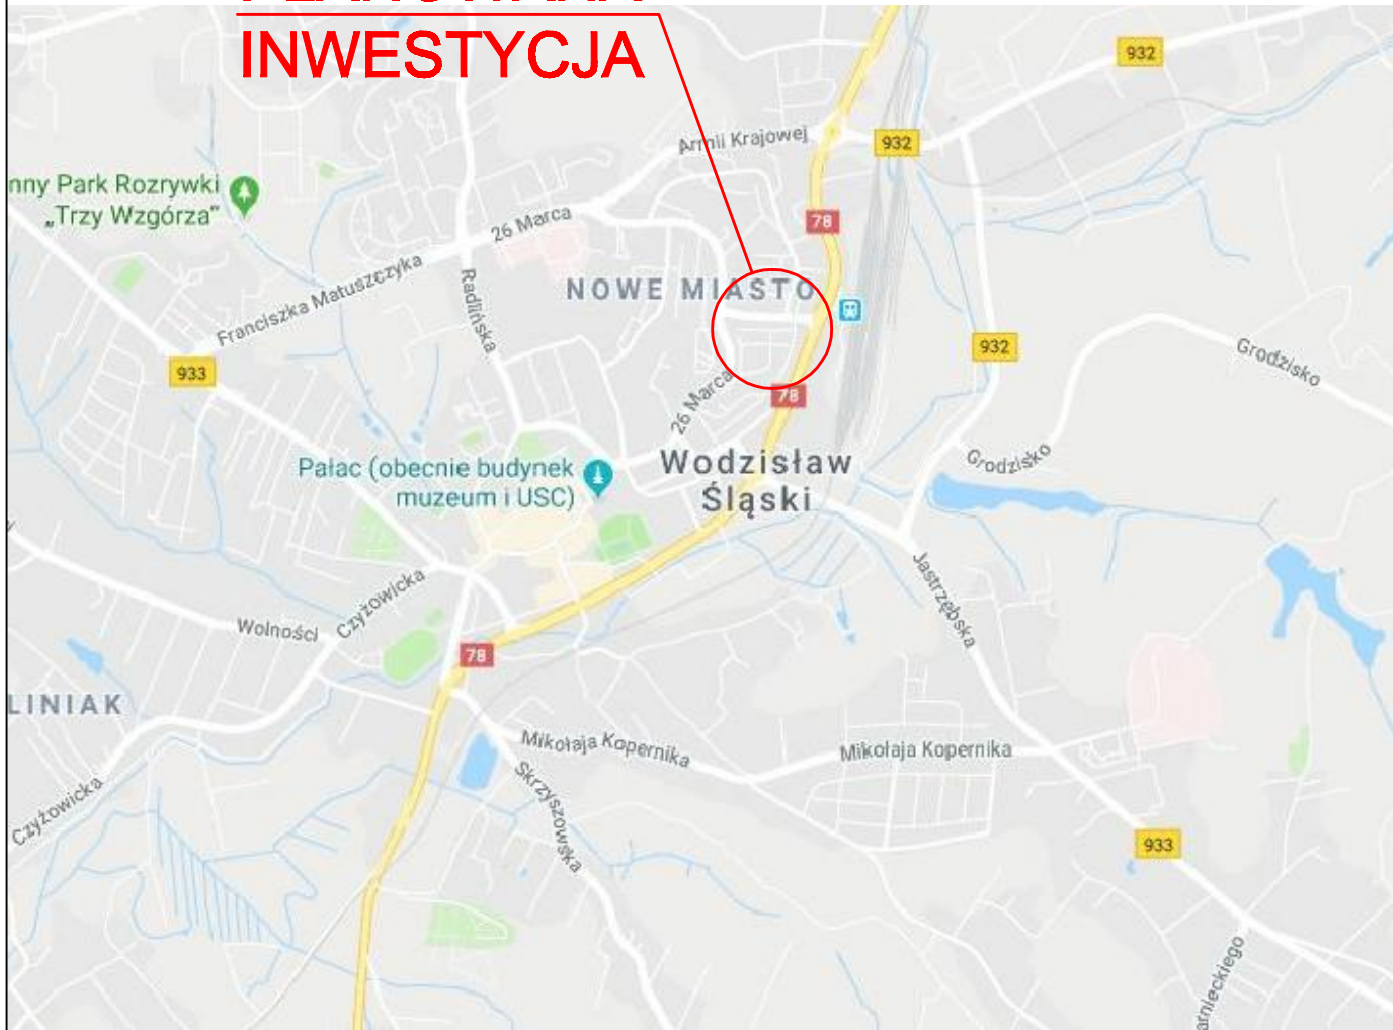 INWESTYCJA
932
Armii Krajowej
932
nny Park Rozrywki
„Trzy Wzgórza"
26 Marca
78
Franciszka Matuszczyka
Radlińska
NOWE MIASTO
933
932
Grodzisko
78
26 Marca
Grodzisko
Pałac (obecnie budynek
muzeum i USC)
Wodzisław
Śląski
Jastrzębska
Czyżowicka
Wolności
78
LINIAK
Mikołaja Kopernika
Mikołaja Kopernika
Skrzyszowska
Czyżowicka
933
arnieckiego